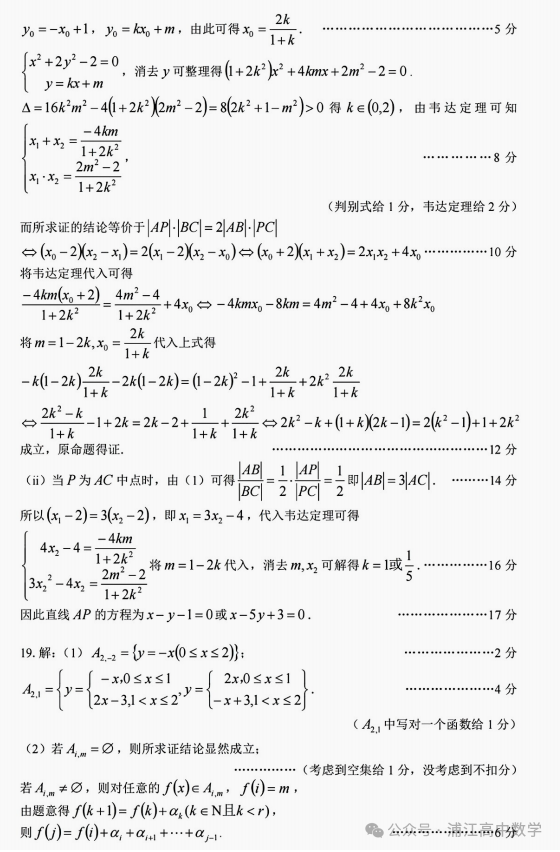 y₀ = −x₀ + 1，y₀ = kx₀ + m，由此可得 x₀ = 2k/(1+k)． ……………………………………5 分
{ x² + 2y² − 2 = 0
y = kx + m ，消去 y 可整理得 (1+2k²)x² + 4kmx + 2m² − 2 = 0．
Δ = 16k²m² − 4(1+2k²)(2m²−2) = 8(2k²+1−m²) > 0 得 k∈(0,2)，由韦达定理可知
{ x₁ + x₂ = −4km/(1+2k²)
x₁·x₂ = (2m²−2)/(1+2k²) ， ……………8 分
（判别式给 1 分，韦达定理给 2 分）
而所求证的结论等价于 |AP|·|BC| = 2|AB|·|PC|
⇔ (x₀−2)(x₂−x₁) = 2(x₁−2)(x₂−x₀) ⇔ (x₀+2)(x₁+x₂) = 2x₁x₂ + 4x₀ ……………10 分
将韦达定理代入可得
−4km(x₀+2)/(1+2k²) = (4m²−4)/(1+2k²) + 4x₀ ⇔ −4kmx₀ − 8km = 4m² − 4 + 4x₀ + 8k²x₀
将 m = 1−2k, x₀ = 2k/(1+k) 代入上式得
−k(1−2k) 2k/(1+k) − 2k(1−2k) = (1−2k)² − 1 + 2k/(1+k) + 2k² 2k/(1+k)
⇔ (2k²−k)/(1+k) − 1 + 2k = 2k − 2 + 1/(1+k) + 2k²/(1+k) ⇔ 2k² − k + (1+k)(2k−1) = 2(k²−1) + 1 + 2k²
成立，原命题得证． ……………………………………………12 分
（ii）当 P 为 AC 中点时，由（1）可得 |AB|/|BC| = 1/2 · |AP|/|PC| = 1/2 即 |AB| = 3|AC|． ………14 分
所以 (x₁−2) = 3(x₂−2)，即 x₁ = 3x₂ − 4，代入韦达定理可得
{ 4x₂ − 4 = −4km/(1+2k²)
3x₂² − 4x₂ = (2m²−2)/(1+2k²) 将 m = 1−2k 代入，消去 m, x₂ 可解得 k = 1或 1/5．……………16 分
因此直线 AP 的方程为 x − y − 1 = 0 或 x − 5y + 3 = 0． …………………17 分
19. 解：（1）A₂,₋₂ = {y = −x(0 ≤ x ≤ 2)}； …………………2 分
A₂,₁ = { y = { −x, 0 ≤ x ≤ 1
2x−3, 1 < x ≤ 2 , y = { 2x, 0 ≤ x ≤ 1
−x+3, 1 < x ≤ 2 }． …………………4 分
（A₂,₁ 中写对一个函数给 1 分）
（2）若 Aᵢ,ₘ = ∅，则所求证结论显然成立；
……………（考虑到空集给 1 分，没考虑到不扣分）
若 Aᵢ,ₘ ≠ ∅，则对任意的 f(x)∈Aᵢ,ₘ，f(i) = m，
由题意得 f(k+1) = f(k) + αₖ(k∈N且k<r)，
则 f(j) = f(i) + αᵢ + αᵢ₊₁ + ⋯ + αⱼ₋₁． …………………6 分
公众号 · 浦江高中数学